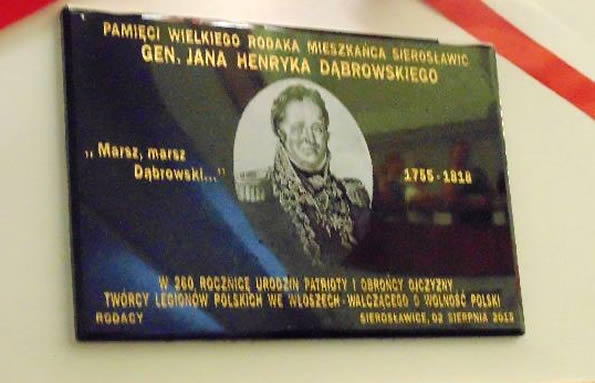 PAMIĘCI WIELKIEGO RODAKA MIESZKAŃCA SIEROSŁAWIC
GEN. JANA HENRYKA DĄBROWSKIEGO
„Marsz, marsz
Dąbrowski..."
1755-1818
W 260 ROCZNICĘ URODZIN PATRIOTY I OBROŃCY OJCZYZNY
TWÓRCY LEGIONÓW POLSKICH WE WŁOSZECH-WALCZĄCEGO O WOLNOŚĆ POLSKI
RODACY
SIEROSŁAWICE, 02 SIERPNIA 2015